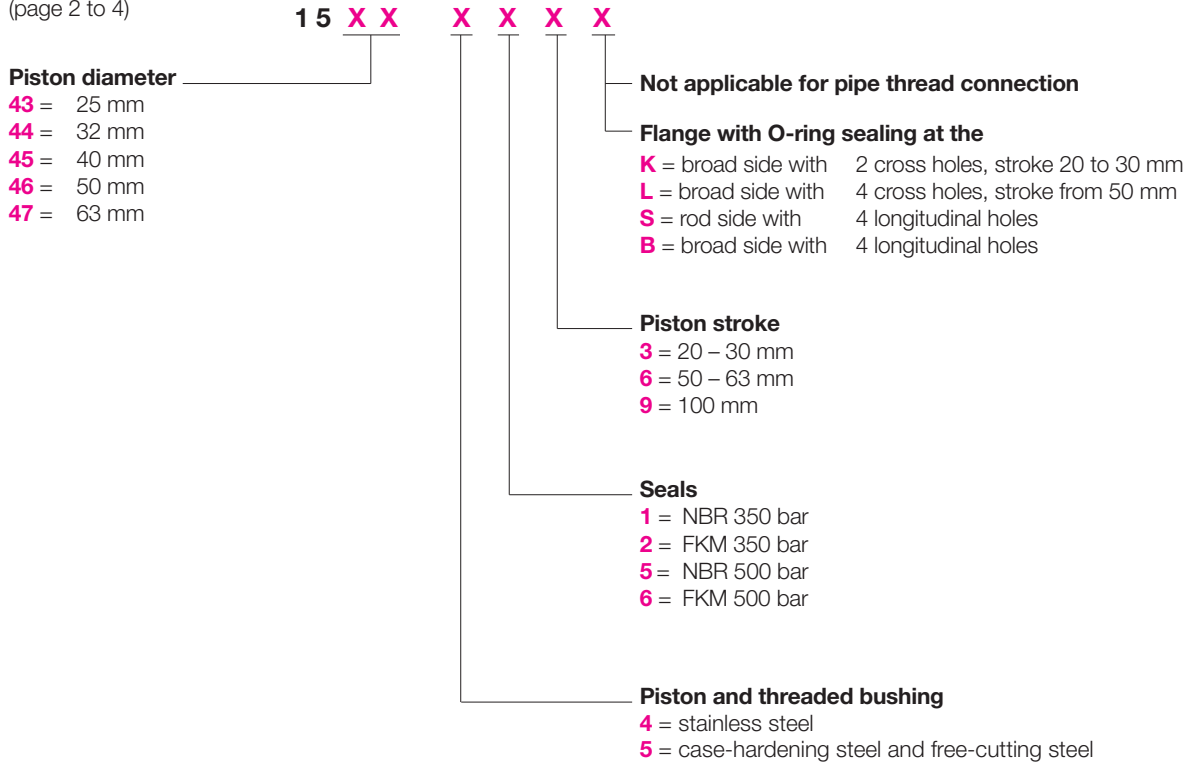 (page 2 to 4)
1 5 X X X X X X
Piston diameter
43 = 25 mm
44 = 32 mm
45 = 40 mm
46 = 50 mm
47 = 63 mm
Not applicable for pipe thread connection
Flange with O-ring sealing at the
K = broad side with 2 cross holes, stroke 20 to 30 mm
L = broad side with 4 cross holes, stroke from 50 mm
S = rod side with 4 longitudinal holes
B = broad side with 4 longitudinal holes
Piston stroke
3 = 20 – 30 mm
6 = 50 – 63 mm
9 = 100 mm
Seals
1 = NBR 350 bar
2 = FKM 350 bar
5 = NBR 500 bar
6 = FKM 500 bar
Piston and threaded bushing
4 = stainless steel
5 = case-hardening steel and free-cutting steel